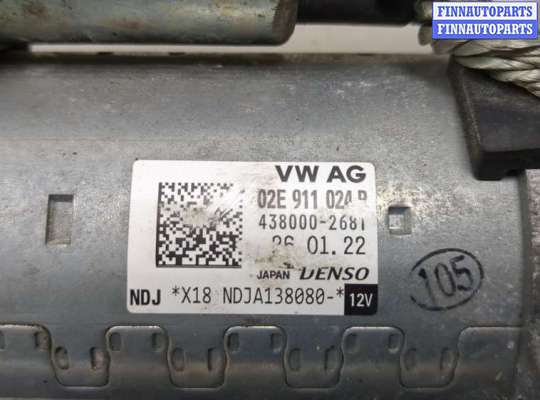 FINNAUTOPARTS
FINNAUTOPARTS
VW AG
02E 911 024
438000-2681
26.01.22
JAPAN DENSO
NDJ *X18 NDJA138080-* 12V
105